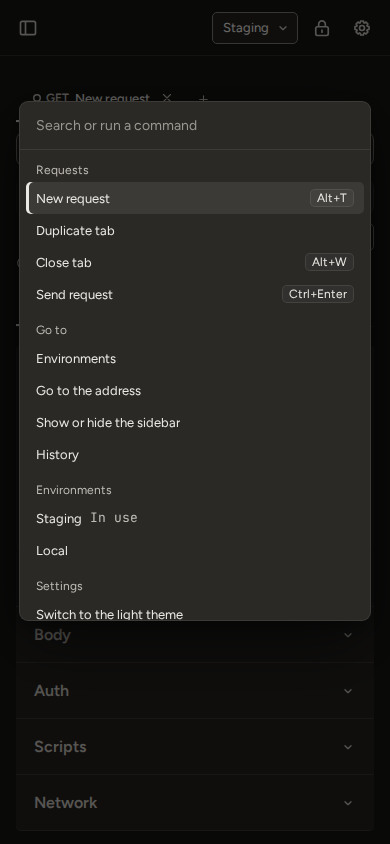 Staging
GET New request
Search or run a command
Requests
New request Alt+T
Duplicate tab
Close tab Alt+W
Send request Ctrl+Enter
Go to
Environments
Go to the address
Show or hide the sidebar
History
Environments
Staging In use
Local
Settings
Switch to the light theme
Body
Auth
Scripts
Network